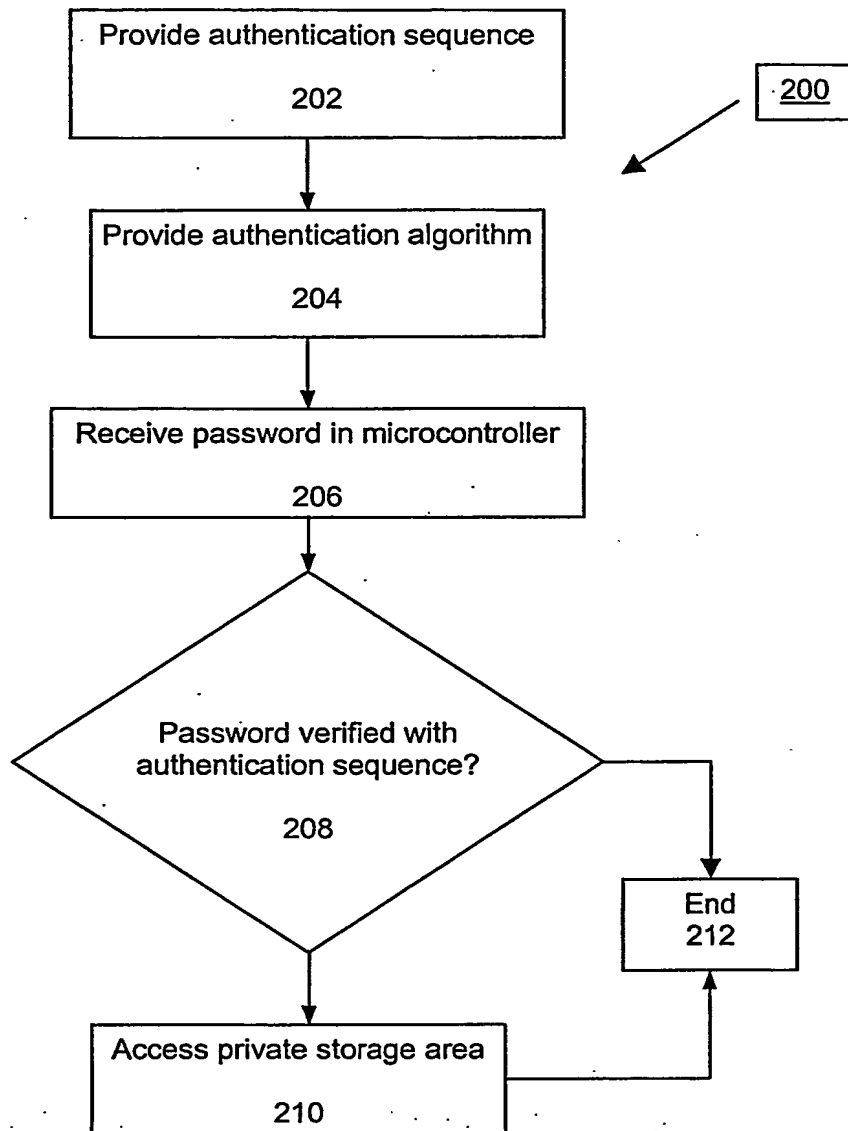 Provide authentication sequence
202
200
Provide authentication algorithm
204
Receive password in microcontroller
206
Password verified with
authentication sequence?
208
End
212
Access private storage area
210